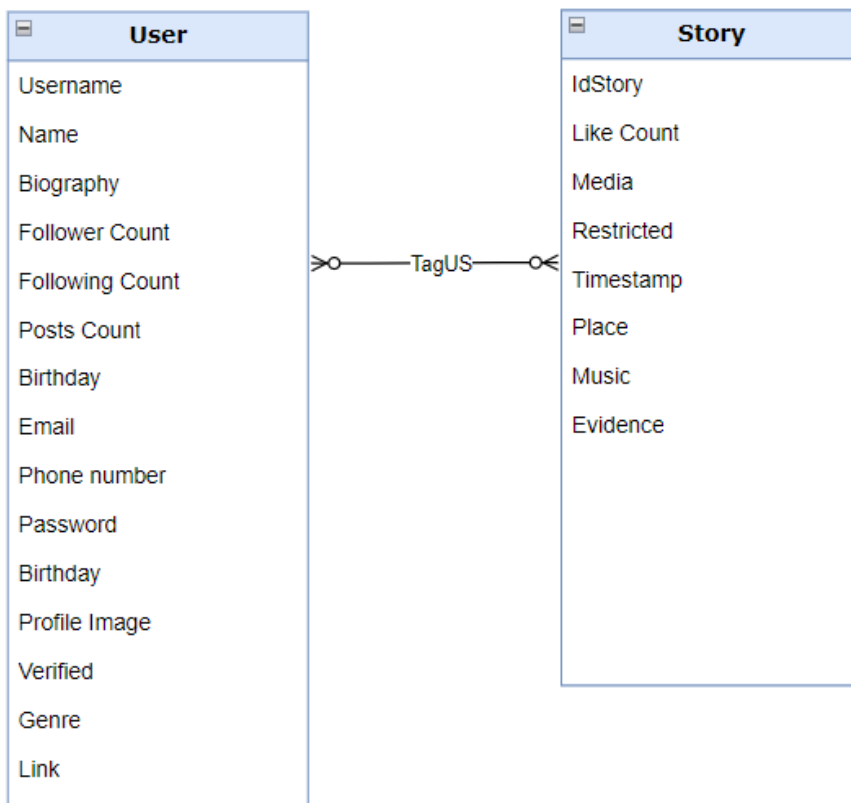 User
Username
Name
Biography
Follower Count
Following Count
Posts Count
Birthday
Email
Phone number
Password
Birthday
Profile Image
Verified
Genre
Link
TagUS
Story
IdStory
Like Count
Media
Restricted
Timestamp
Place
Music
Evidence